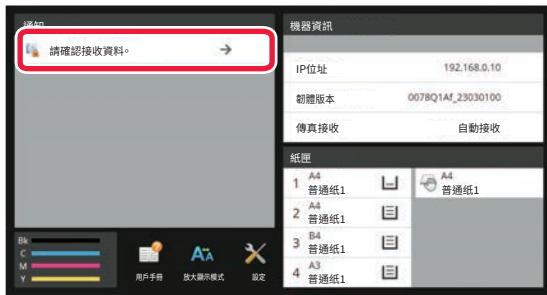 通知
請確認接收資料。
機器資訊
IP位址 192.168.0.10
韌體版本 0078Q1Af_23030100
傳真接收 自動接收
紙匣
1 A4 普通紙1
A4 普通紙1
2 A4 普通紙1
3 B4 普通紙1
4 A3 普通紙1
Bk
C
M
Y
用戶手冊
放大顯示模式
設定